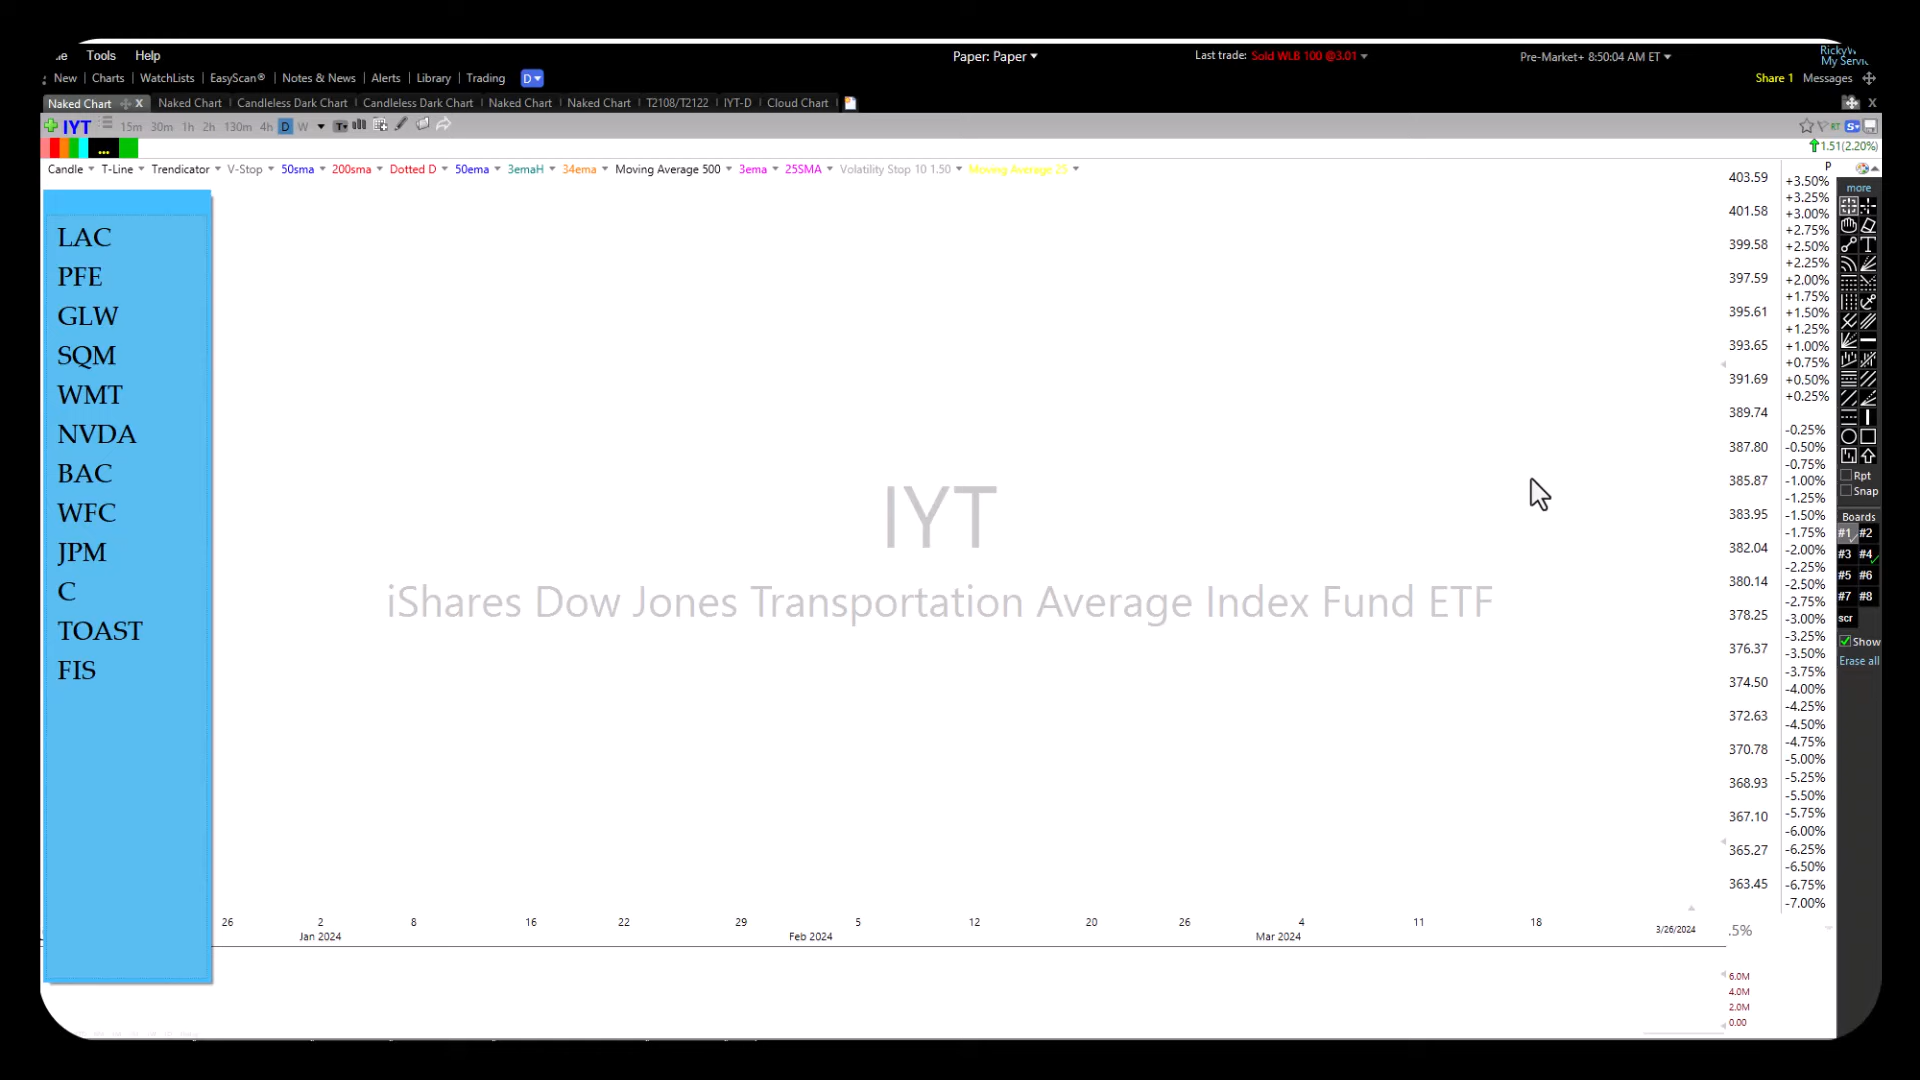 Tools Help
Paper: Paper
Last trade: Sold WLB 100 @3.01
Pre-Market+ 8:50:04 AM ET
My Servic
New | Charts | WatchLists | EasyScan® | Notes & News | Alerts | Library | Trading D
Share 1 Messages
Naked Chart X Naked Chart Candleless Dark Chart Candleless Dark Chart Naked Chart Naked Chart T2108/T2122 IYT-D Cloud Chart
IYT 15m 30m 1h 2h 130m 4h D W
1.51(2.20%)
Candle T-Line Trendicator V-Stop 50sma 200sma Dotted D 50ema 3emaH 34ema Moving Average 500 3ema 25SMA Volatility Stop 10 1.50 Moving Average 25
LAC
PFE
GLW
SQM
WMT
NVDA
BAC
WFC
JPM
C
TOAST
FIS
IYT
iShares Dow Jones Transportation Average Index Fund ETF
403.59
401.58
399.58
397.59
395.61
393.65
391.69
389.74
387.80
385.87
383.95
382.04
380.14
378.25
376.37
374.50
372.63
370.78
368.93
367.10
365.27
363.45
P
+3.50%
+3.25%
+3.00%
+2.75%
+2.50%
+2.25%
+2.00%
+1.75%
+1.50%
+1.25%
+1.00%
+0.75%
+0.50%
+0.25%
-0.25%
-0.50%
-0.75%
-1.00%
-1.25%
-1.50%
-1.75%
-2.00%
-2.25%
-2.50%
-2.75%
-3.00%
-3.25%
-3.50%
-3.75%
-4.00%
-4.25%
-4.50%
-4.75%
-5.00%
-5.25%
-5.50%
-5.75%
-6.00%
-6.25%
-6.50%
-6.75%
-7.00%
more
Rpt
Snap
Boards
#1 #2
#3 #4
#5 #6
#7 #8
scr
Show
Erase all
26 2 8 16 22 29 5 12 20 26 4 11 18
Jan 2024 Feb 2024 Mar 2024 3/26/2024
.5%
6.0M
4.0M
2.0M
0.00